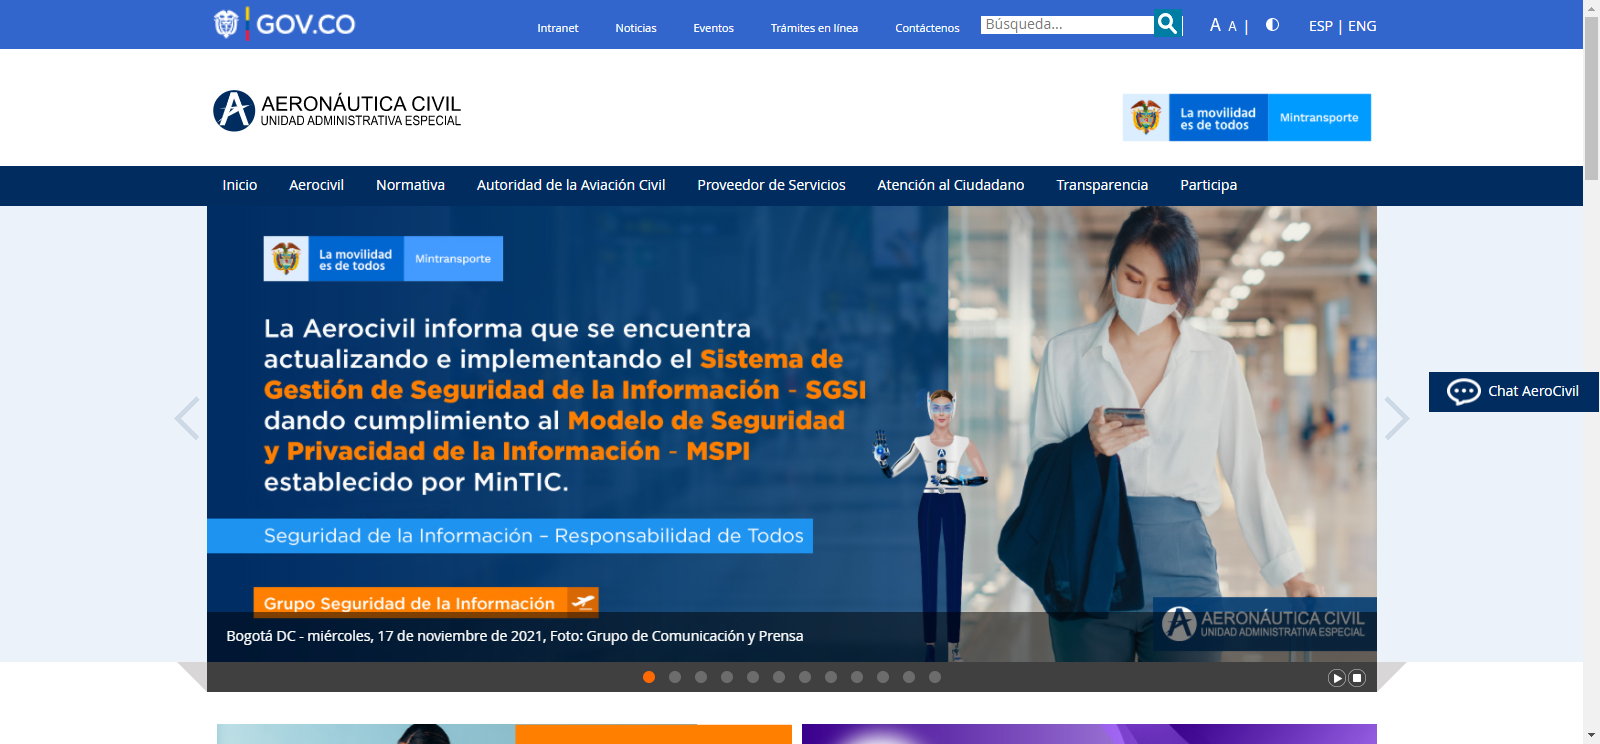 GOV.CO
Intranet
Noticias
Eventos
Trámites en línea
Contáctenos
Búsqueda...
A A |
ESP | ENG
AERONÁUTICA CIVIL
UNIDAD ADMINISTRATIVA ESPECIAL
La movilidad
es de todos
Mintransporte
Inicio
Aerocivil
Normativa
Autoridad de la Aviación Civil
Proveedor de Servicios
Atención al Ciudadano
Transparencia
Participa
La movilidad
es de todos
Mintransporte
La Aerocivil informa que se encuentra
actualizando e implementando el Sistema de
Gestión de Seguridad de la Información - SGSI
dando cumplimiento al Modelo de Seguridad
y Privacidad de la Información - MSPI
establecido por MinTIC.
Seguridad de la Información – Responsabilidad de Todos
Grupo Seguridad de la Información
AERONÁUTICA CIVIL
UNIDAD ADMINISTRATIVA ESPECIAL
Bogotá DC - miércoles, 17 de noviembre de 2021, Foto: Grupo de Comunicación y Prensa
Chat AeroCivil